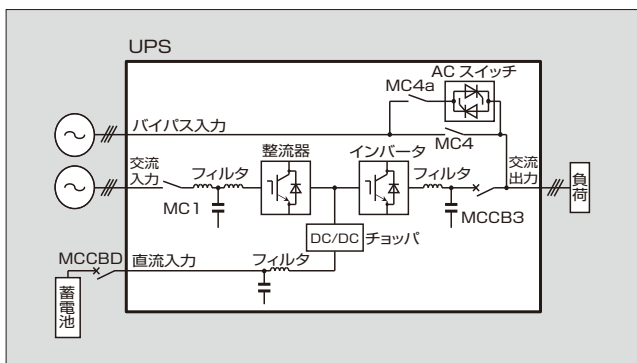 UPS
ACスイッチ
MC4a
バイパス入力
MC4
交流
入力
フィルタ
整流器
インバータ
フィルタ
交流
出力
負荷
MC1
MCCB3
DC/DC
チョッパ
MCCBD
直流入力
フィルタ
蓄電池